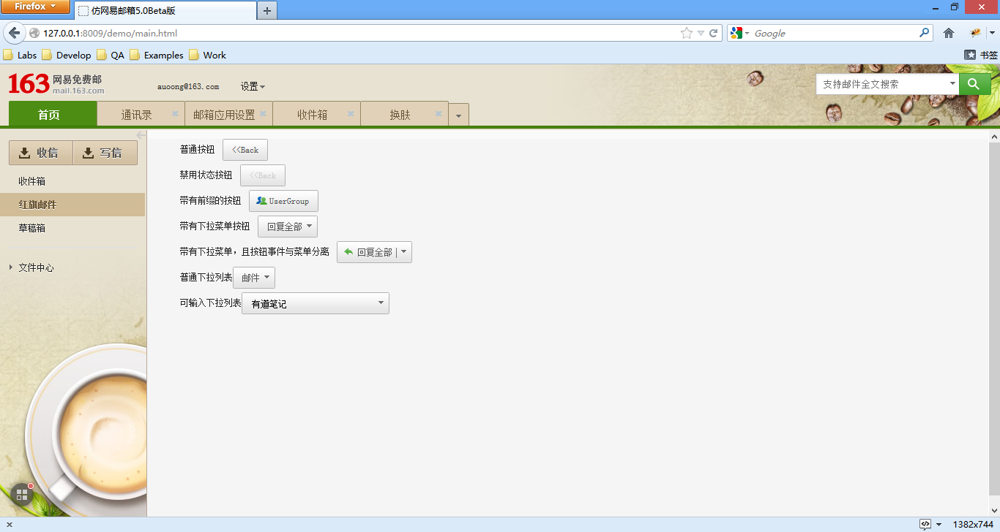 Firefox
仿网易邮箱5.0Beta版
127.0.0.1:8009/demo/main.html
Google
Labs Develop QA Examples Work 书签
163 网易免费邮
mail.163.com
auoong@163.com 设置
支持邮件全文搜索
首页 通讯录 邮箱应用设置 收件箱 换肤
收信 写信
收件箱
红旗邮件
草稿箱
文件中心
普通按钮 <<Back
禁用状态按钮 <<Back
带有前缀的按钮 UserGroup
带有下拉菜单按钮 回复全部
带有下拉菜单，且按钮事件与菜单分离 回复全部
普通下拉列表 邮件
可输入下拉列表 有道笔记
1382x744